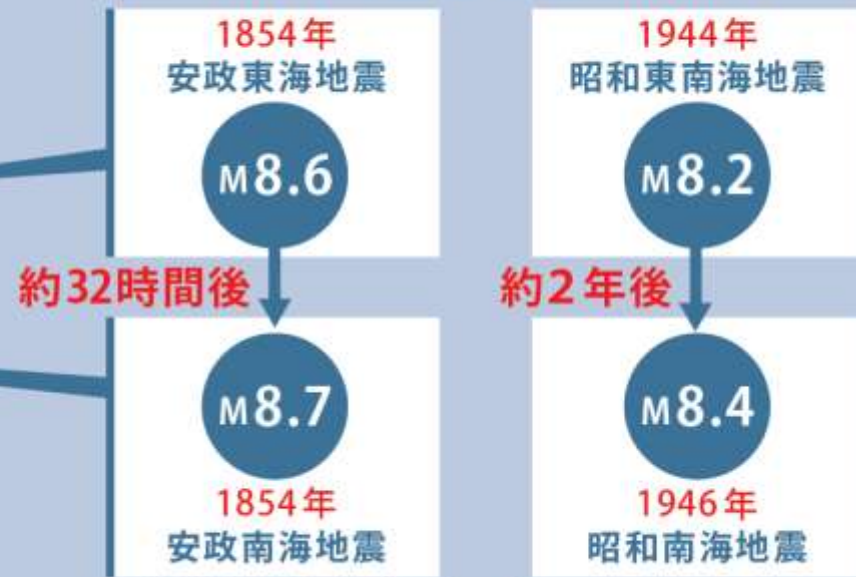 1854年
安政東海地震
M8.6
約32時間後
M8.7
1854年
安政南海地震
1944年
昭和東南海地震
M8.2
約2年後
M8.4
1946年
昭和南海地震